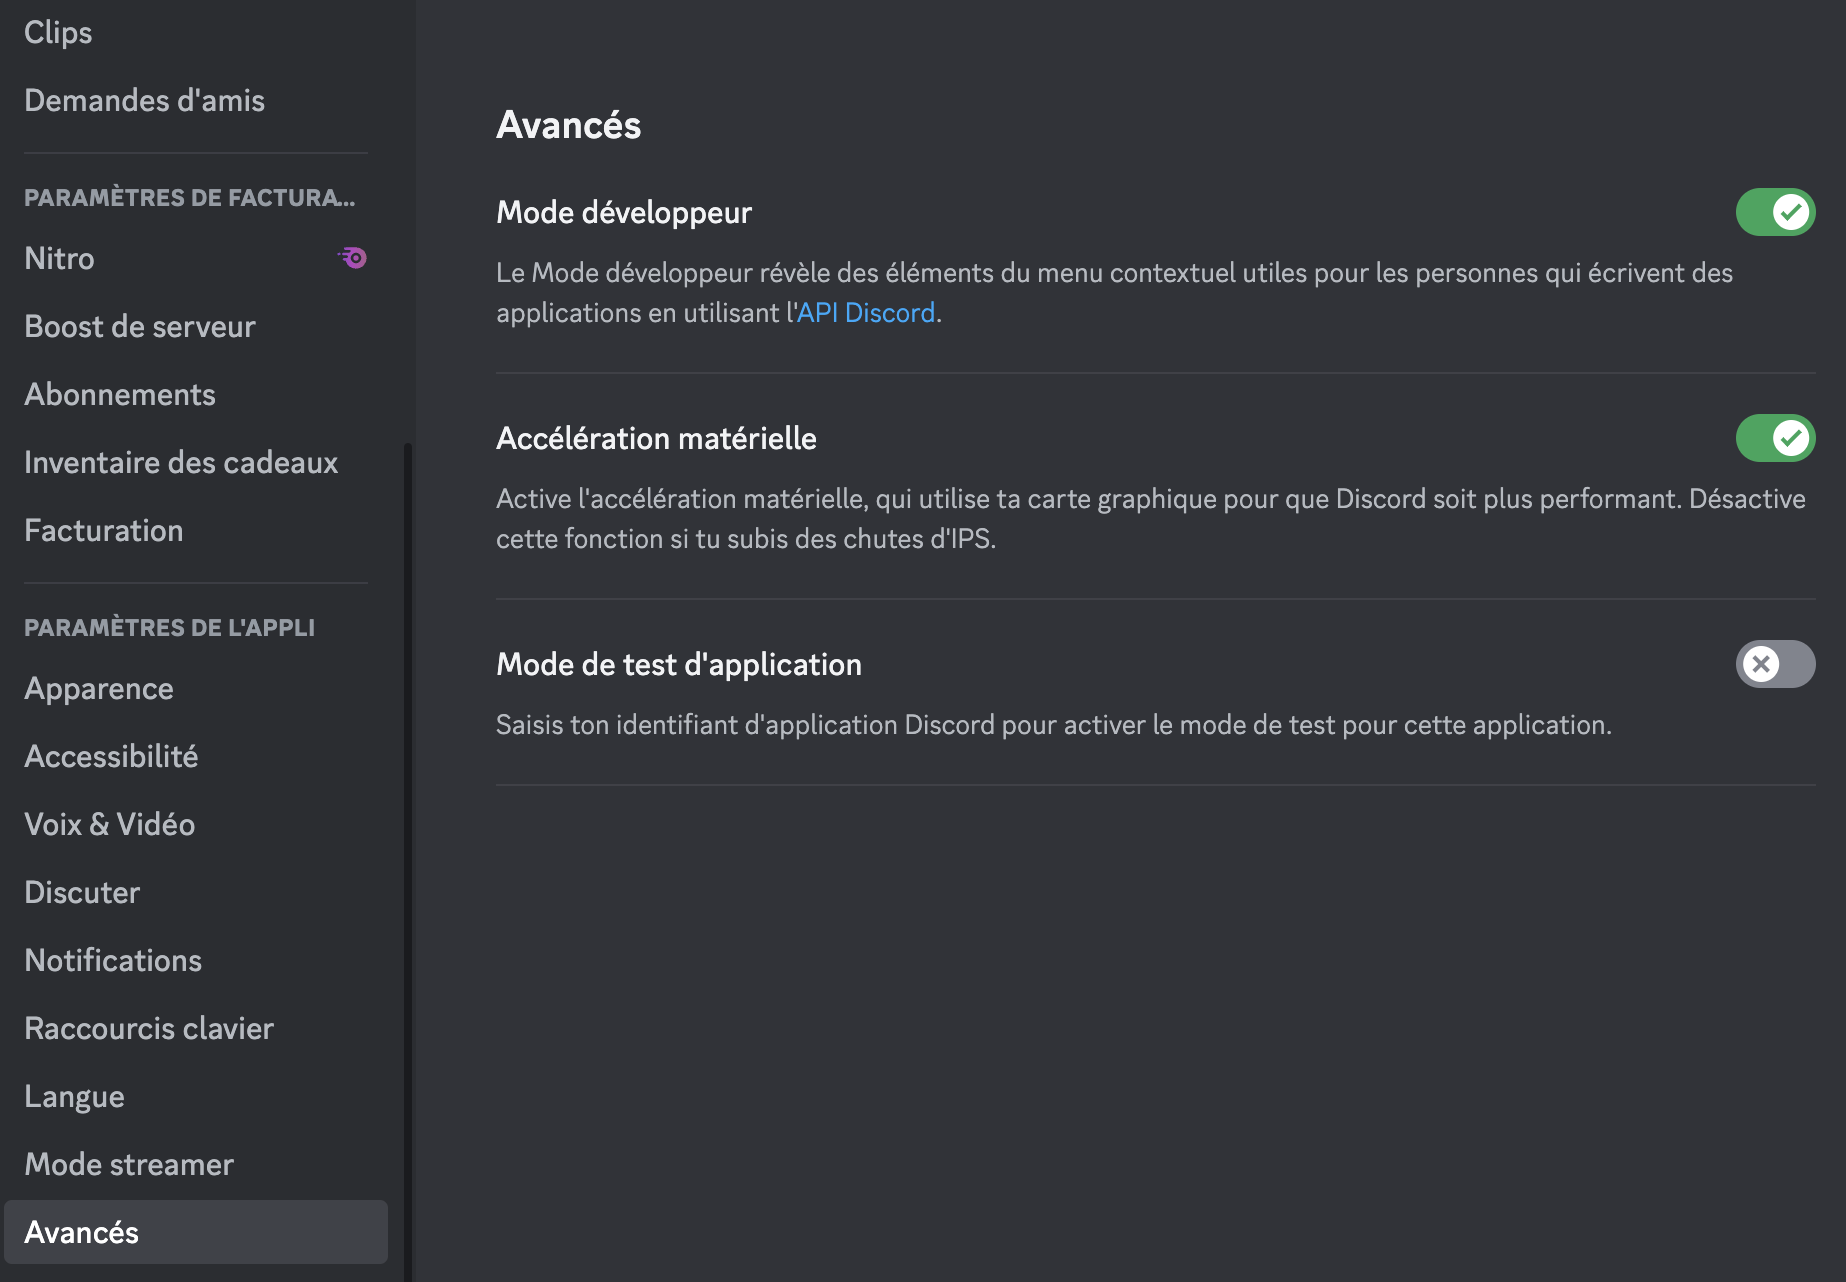 Clips
Demandes d'amis
PARAMÈTRES DE FACTURA...
Nitro
Boost de serveur
Abonnements
Inventaire des cadeaux
Facturation
PARAMÈTRES DE L'APPLI
Apparence
Accessibilité
Voix & Vidéo
Discuter
Notifications
Raccourcis clavier
Langue
Mode streamer
Avancés
Avancés
Mode développeur
Le Mode développeur révèle des éléments du menu contextuel utiles pour les personnes qui écrivent des
applications en utilisant l'API Discord.
Accélération matérielle
Active l'accélération matérielle, qui utilise ta carte graphique pour que Discord soit plus performant. Désactive
cette fonction si tu subis des chutes d'IPS.
Mode de test d'application
Saisis ton identifiant d'application Discord pour activer le mode de test pour cette application.